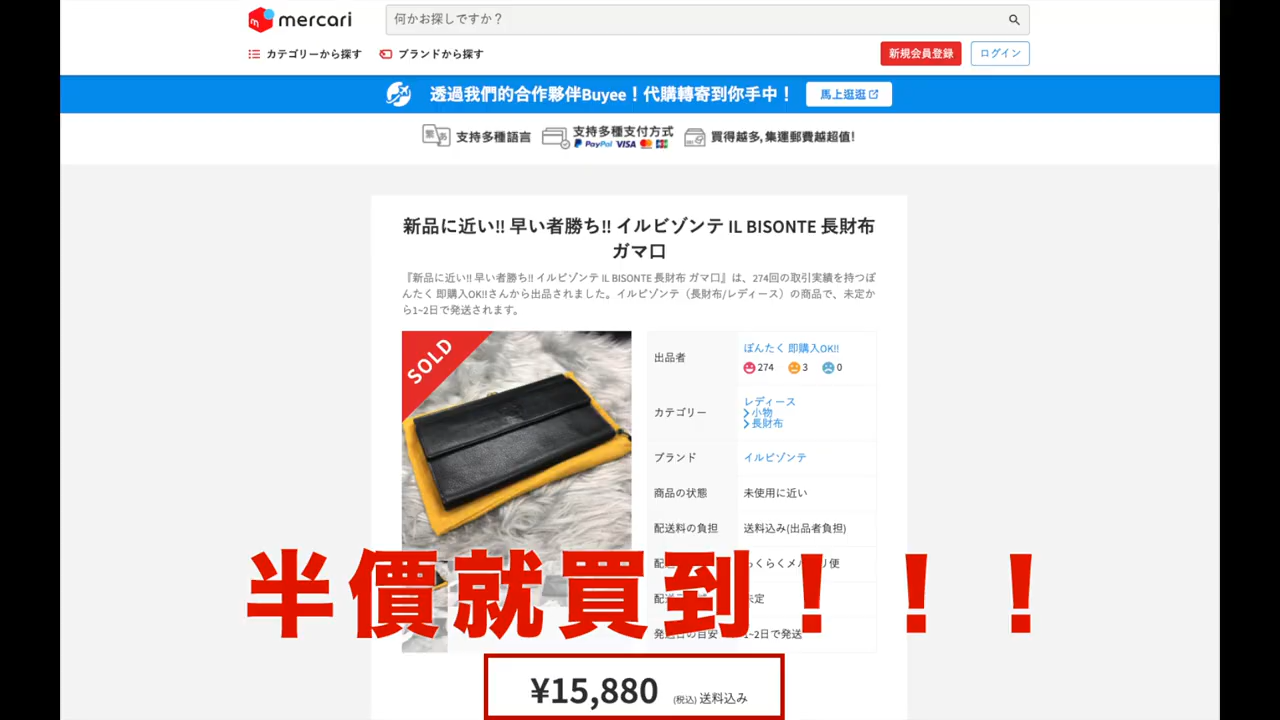 mercari
何かお探しですか？
カテゴリーから探す
ブランドから探す
新規会員登録
ログイン
透過我們的合作夥伴Buyee！代購轉寄到你手中！
馬上逛逛
支持多種語言
支持多種支付方式
PayPal VISA
買得越多, 集運郵費越超值!
新品に近い!! 早い者勝ち!! イルビゾンテ IL BISONTE 長財布
ガマ口
『新品に近い!! 早い者勝ち!! イルビゾンテ IL BISONTE 長財布 ガマ口』は、274回の取引実績を持つぽ
んたく 即購入OK!!さんから出品されました。イルビゾンテ（長財布/レディース）の商品で、未定か
ら1~2日で発送されます。
SOLD
出品者
ぽんたく 即購入OK!!
274 3 0
カテゴリー
レディース
小物
長財布
ブランド
イルビゾンテ
商品の状態
未使用に近い
配送料の負担
送料込み(出品者負担)
半價就買到！！！
発送日の目安
1~2日で発送
¥15,880 (税込) 送料込み